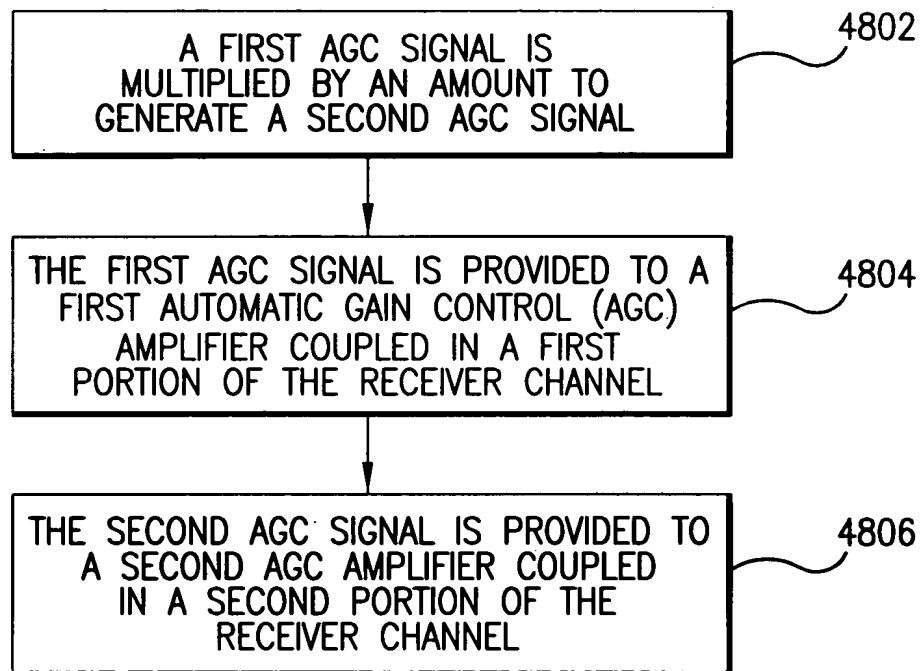 A FIRST AGC SIGNAL IS
MULTIPLIED BY AN AMOUNT TO
GENERATE A SECOND AGC SIGNAL
4802
THE FIRST AGC SIGNAL IS PROVIDED TO A
FIRST AUTOMATIC GAIN CONTROL (AGC)
AMPLIFIER COUPLED IN A FIRST
PORTION OF THE RECEIVER CHANNEL
4804
THE SECOND AGC SIGNAL IS PROVIDED TO
A SECOND AGC AMPLIFIER COUPLED
IN A SECOND PORTION OF THE
RECEIVER CHANNEL
4806